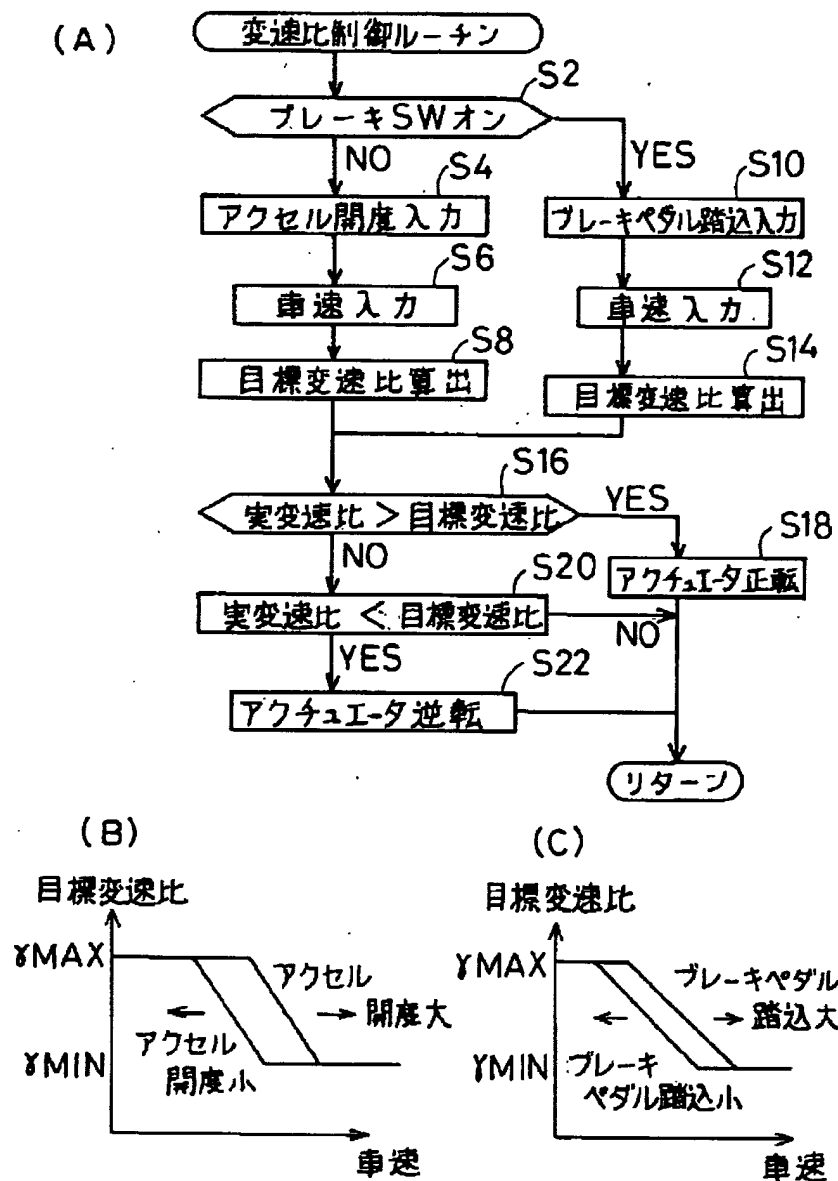 (A)
変速比制御ルーチン
S2
ブレーキSWオン
NO
YES
S4
S10
アクセル開度入力
ブレーキペダル踏込入力
S6
S12
車速入力
車速入力
S8
S14
目標変速比算出
目標変速比算出
S16
実変速比 > 目標変速比
YES
S18
NO
アクチュエータ正転
S20
実変速比 < 目標変速比
NO
YES
S22
アクチュエータ逆転
リターン
(B)
目標変速比
γMAX
アクセル
開度大
アクセル
開度小
γMIN
車速
(C)
目標変速比
γMAX
ブレーキペダル
踏込大
γMIN
ブレーキ
ペダル踏込小
車速